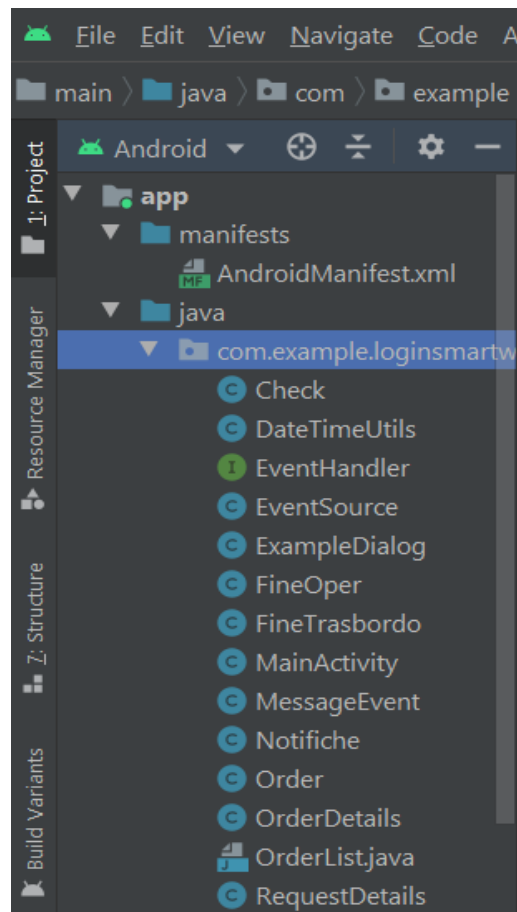 File Edit View Navigate Code A
main java com example
Android
app
manifests
MF AndroidManifest.xml
java
com.example.loginsmartw
C Check
C DateTimeUtils
I EventHandler
C EventSource
C ExampleDialog
C FineOper
C FineTrasbordo
C MainActivity
C MessageEvent
C Notifiche
C Order
C OrderDetails
J OrderList.java
C RequestDetails
1: Project
Resource Manager
7: Structure
Build Variants